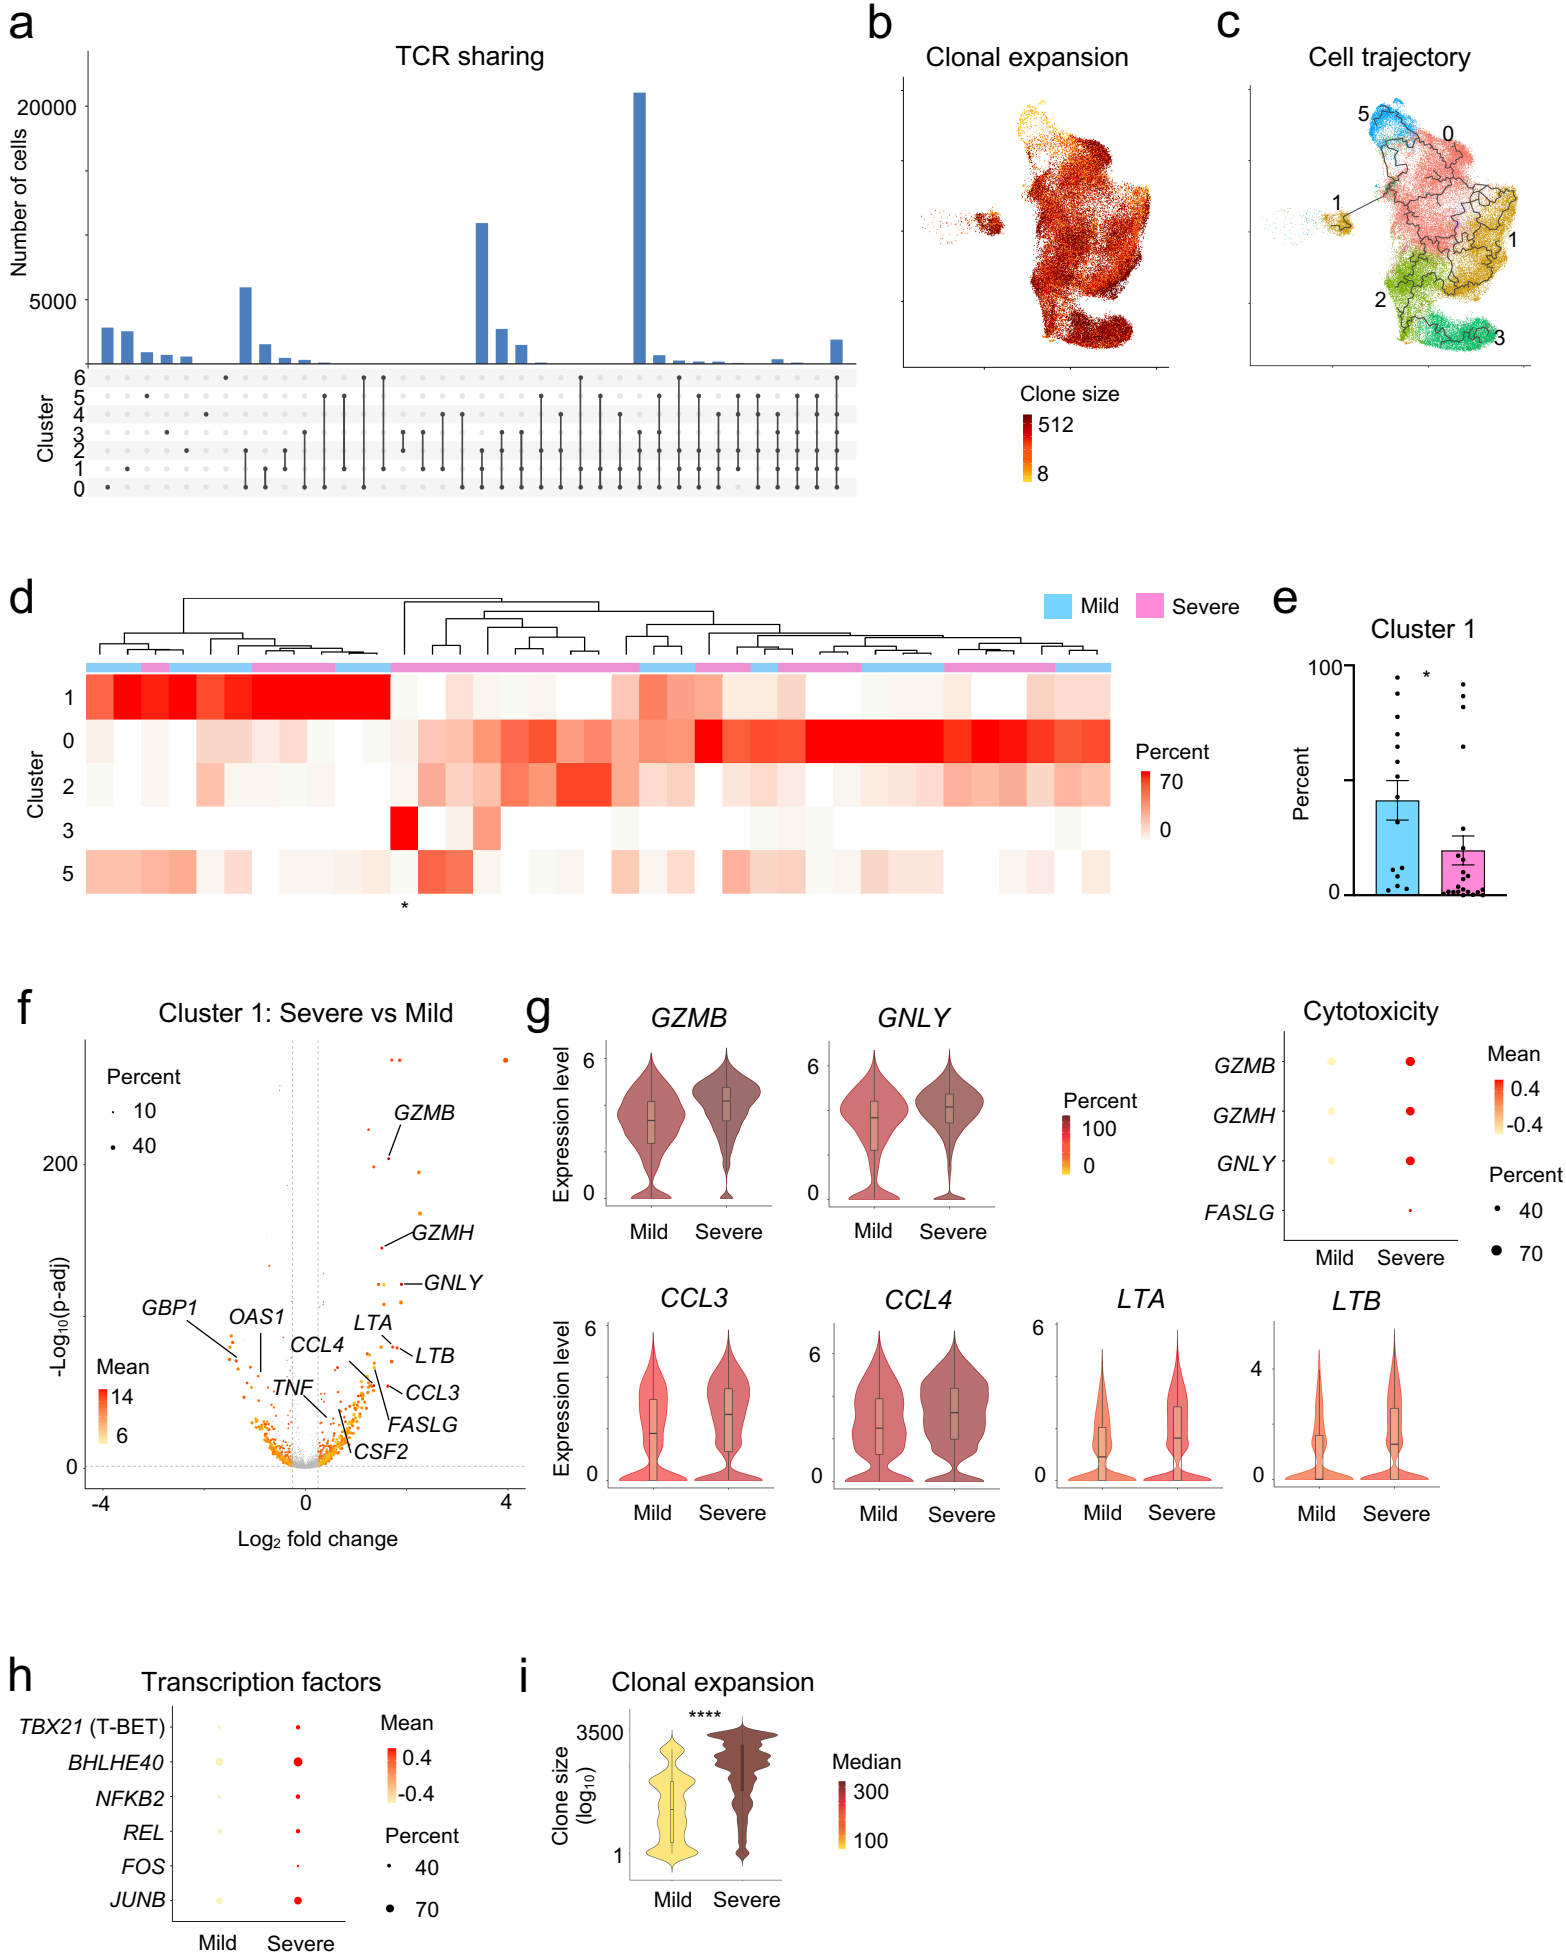 a
TCR sharing
Number of cells
20000
5000
Cluster
6
5
4
3
2
1
0
b
Clonal expansion
Clone size
512
8
c
Cell trajectory
5
0
1
1
2
3
d
Mild
Severe
Cluster
1
0
2
3
5
*
Percent
70
0
e
Cluster 1
100
*
Percent
0
f
Cluster 1: Severe vs Mild
Percent
10
40
GZMB
200
GZMH
GNLY
-Log10(p-adj)
GBP1
OAS1
LTA
CCL4
LTB
Mean
14
6
TNF
CCL3
FASLG
CSF2
0
-4
0
4
Log2 fold change
g
GZMB
GNLY
Expression level
6
0
6
0
Mild
Severe
Mild
Severe
Percent
100
0
Cytotoxicity
GZMB
GZMH
GNLY
FASLG
Mild
Severe
Mean
0.4
-0.4
Percent
40
70
CCL3
CCL4
LTA
LTB
Expression level
6
0
6
0
6
0
4
0
Mild
Severe
Mild
Severe
Mild
Severe
Mild
Severe
h
Transcription factors
TBX21 (T-BET)
BHLHE40
NFKB2
REL
FOS
JUNB
Mild
Severe
Mean
0.4
-0.4
Percent
40
70
i
Clonal expansion
****
Clone size
(log10)
3500
1
Mild
Severe
Median
300
100